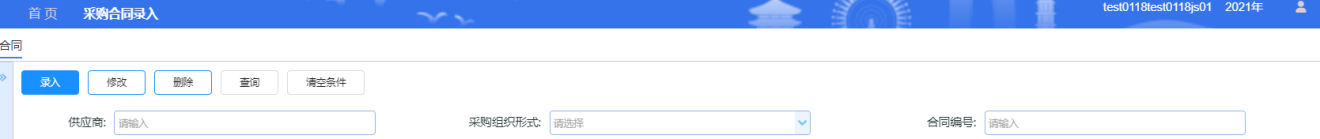 首页 采购合同录入 test0118test0118js01 2021年
合同
录入 修改 删除 查询 清空条件
供应商: 请输入 采购组织形式: 请选择 合同编号: 请输入